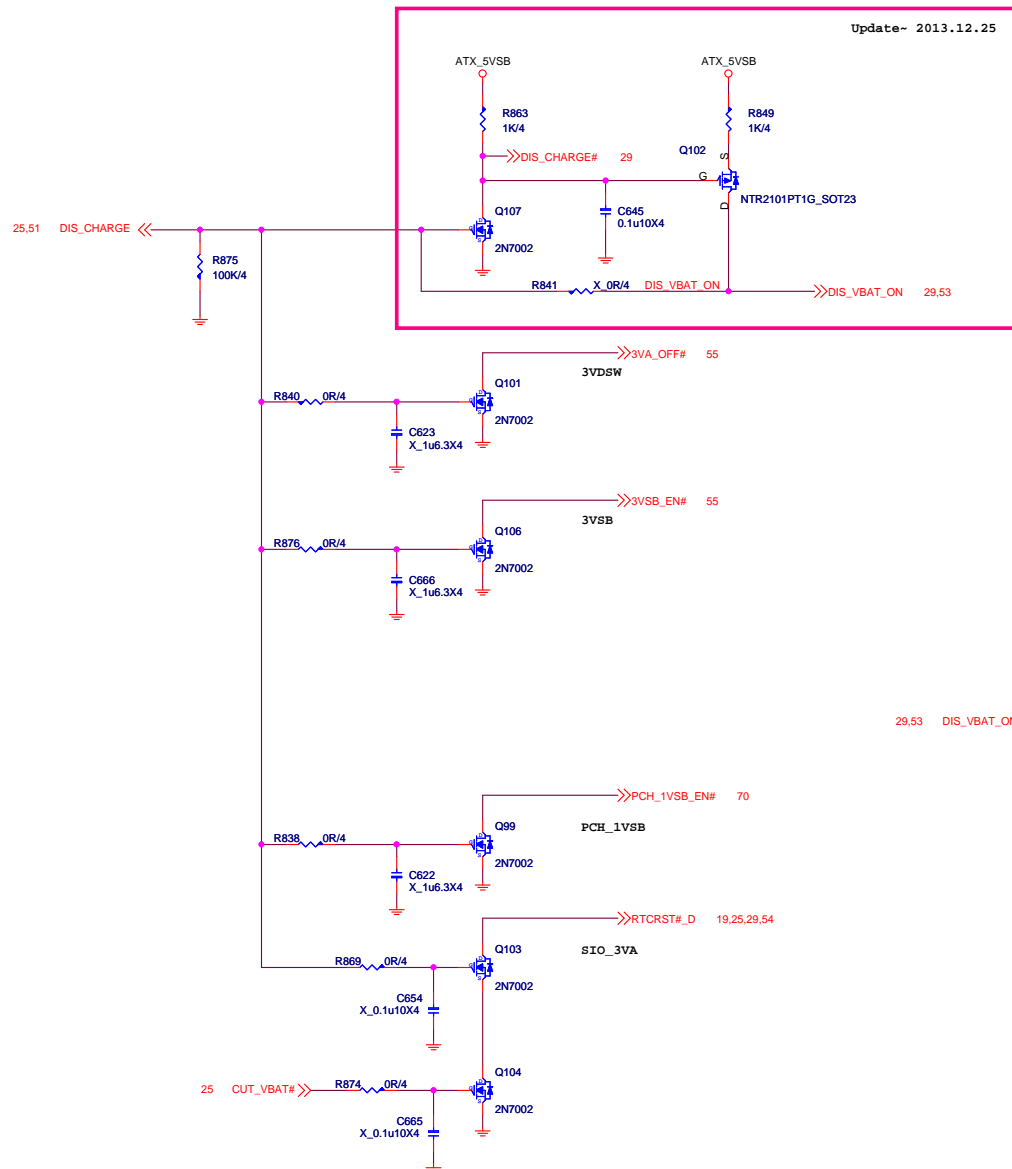 Update~ 2013.12.25
ATX_5VSB
ATX_5VSB
R863
1K/4
R849
1K/4
DIS_CHARGE# 29
Q102
S
G
D
NTR2101PT1G_SOT23
Q107
2N7002
C645
0.1u10X4
25,51 DIS_CHARGE
R875
100K/4
R841 X_0R/4 DIS_VBAT_ON
DIS_VBAT_ON 29,53
3VA_OFF# 55
3VDSW
Q101
R840 0R/4
2N7002
C623
X_1u6.3X4
3VSB_EN# 55
3VSB
Q106
R876 0R/4
2N7002
C666
X_1u6.3X4
29,53 DIS_VBAT_ON
PCH_1VSB_EN# 70
PCH_1VSB
Q99
R838 0R/4
2N7002
C622
X_1u6.3X4
RTCRST#_D 19,25,29,54
SIO_3VA
Q103
R869 0R/4
2N7002
C654
X_0.1u10X4
Q104
25 CUT_VBAT# R874 0R/4
2N7002
C665
X_0.1u10X4